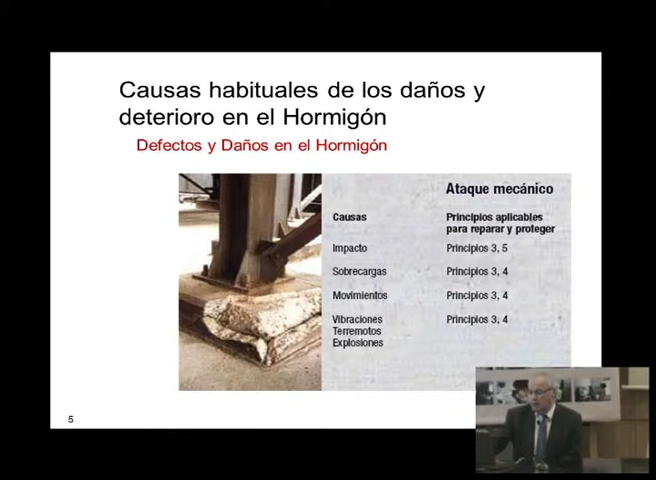 Causas habituales de los daños y
deterioro en el Hormigón
Defectos y Daños en el Hormigón
Ataque mecánico
Causas
Principios aplicables
para reparar y proteger
Impacto
Principios 3, 5
Sobrecargas
Principios 3, 4
Movimientos
Principios 3, 4
Vibraciones
Principios 3, 4
Terremotos
Explosiones
5